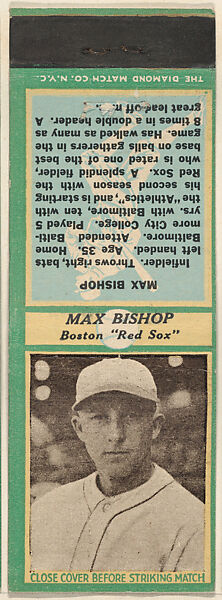 THE DIAMOND MATCH CO. N.Y.C.
MAX BISHOP
Infielder. Throws right, bats
left handed. Age 35. Home
Baltimore. Attended Balti-
more City College. Played 5
yrs. with Baltimore, ten with
the "Athletics", and is starting
his second season with the
Red Sox. A splendid fielder,
who is rated one of the best
base on balls gatherers in the
game. Has walked as many as
8 times in a double header. A
great lead off m
MAX BISHOP
Boston "Red Sox"
CLOSE COVER BEFORE STRIKING MATCH